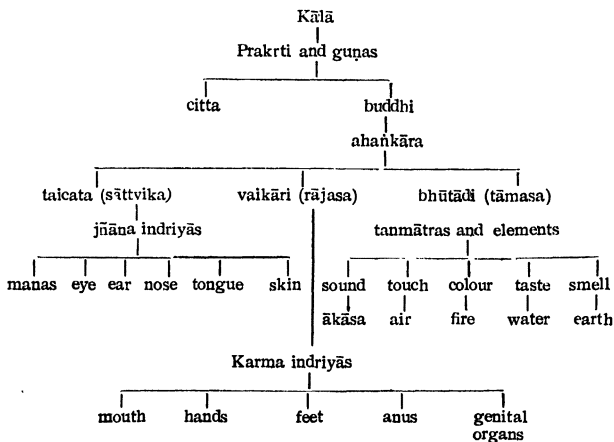 Kālā
Prakrti and guṇas
citta buddhi
ahaṅkāra
taicata (sāttvika) vaikāri (rājasa) bhūtādi (tāmasa)
jñāna indriyās tanmātras and elements
manas eye ear nose tongue skin sound touch colour taste smell
ākāsa air fire water earth
Karma indriyās
mouth hands feet anus genital
organs